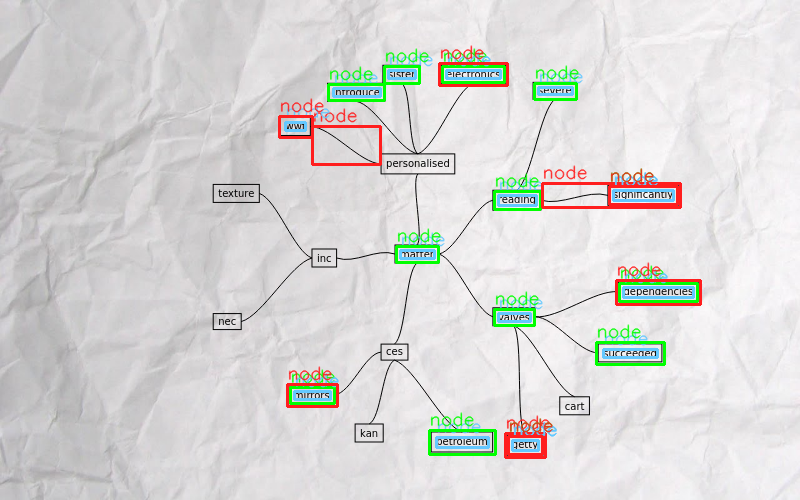 node
node
sister
node
electronics
node
introduce
node
severe
node
node
wwi
personalised
node
node
node
texture
reading
significantly
node
inc
matter
node
dependencies
node
nec
valves
node
ces
succeeded
node
mirrors
cart
node
node
kan
petroleum
getty